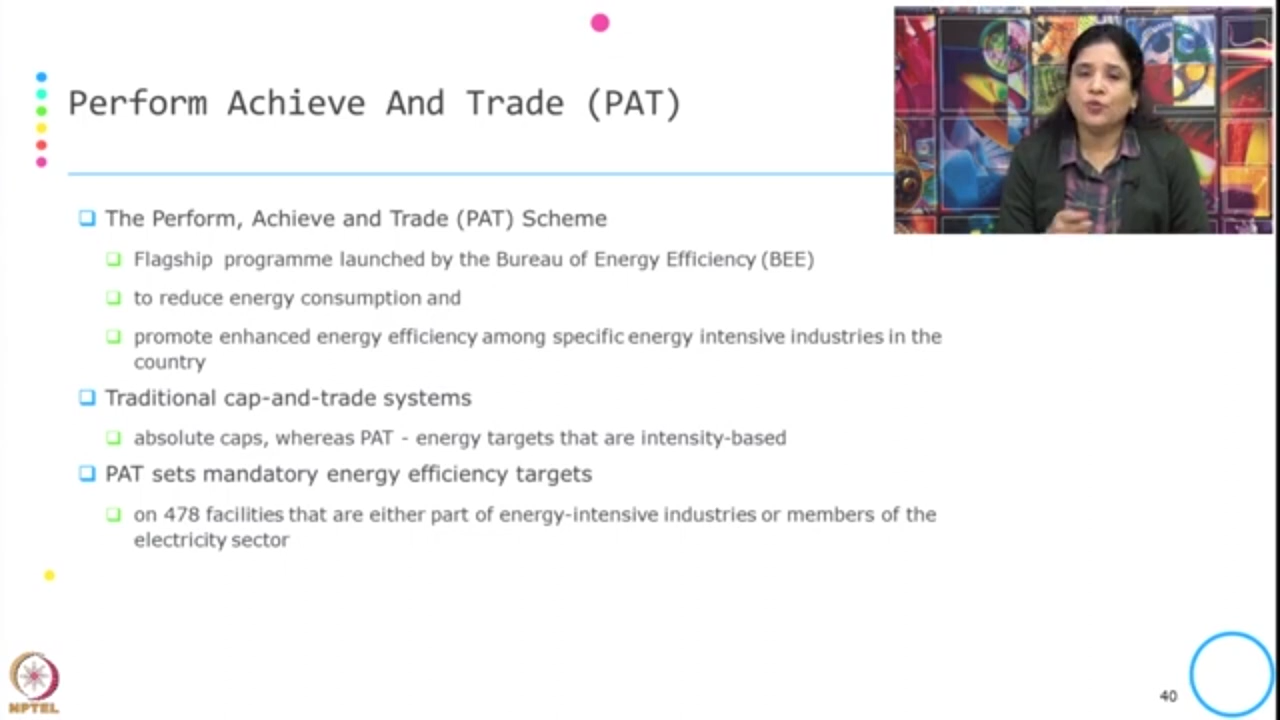 Perform Achieve And Trade (PAT)
The Perform, Achieve and Trade (PAT) Scheme
Flagship programme launched by the Bureau of Energy Efficiency (BEE)
to reduce energy consumption and
promote enhanced energy efficiency among specific energy intensive industries in the
country
Traditional cap-and-trade systems
absolute caps, whereas PAT - energy targets that are intensity-based
PAT sets mandatory energy efficiency targets
on 478 facilities that are either part of energy-intensive industries or members of the
electricity sector
NPTEL
40